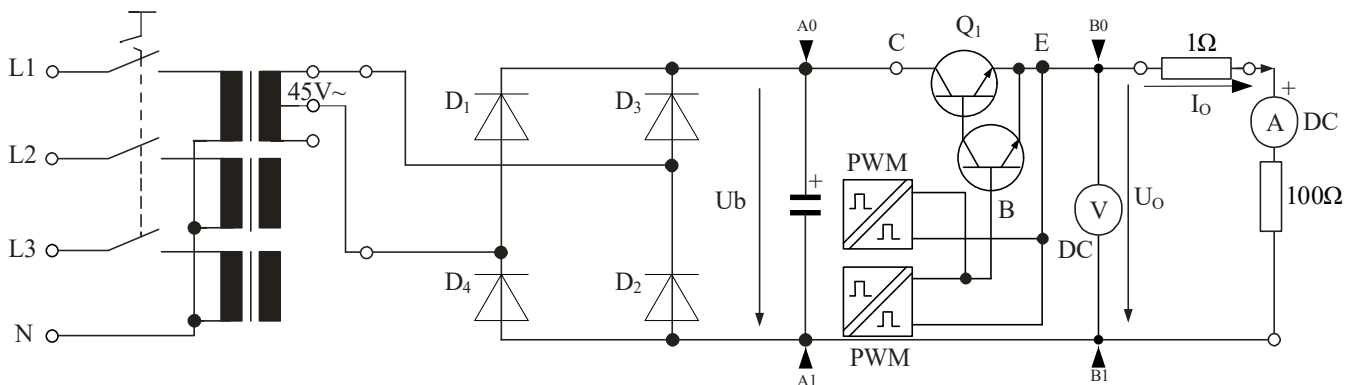 L1
L2
L3
N
45V~
D1
D3
D4
D2
A0
A1
Ub
+
C
Q1
E
B
PWM
PWM
B0
B1
V
DC
UO
1Ω
IO
+
A
DC
100Ω